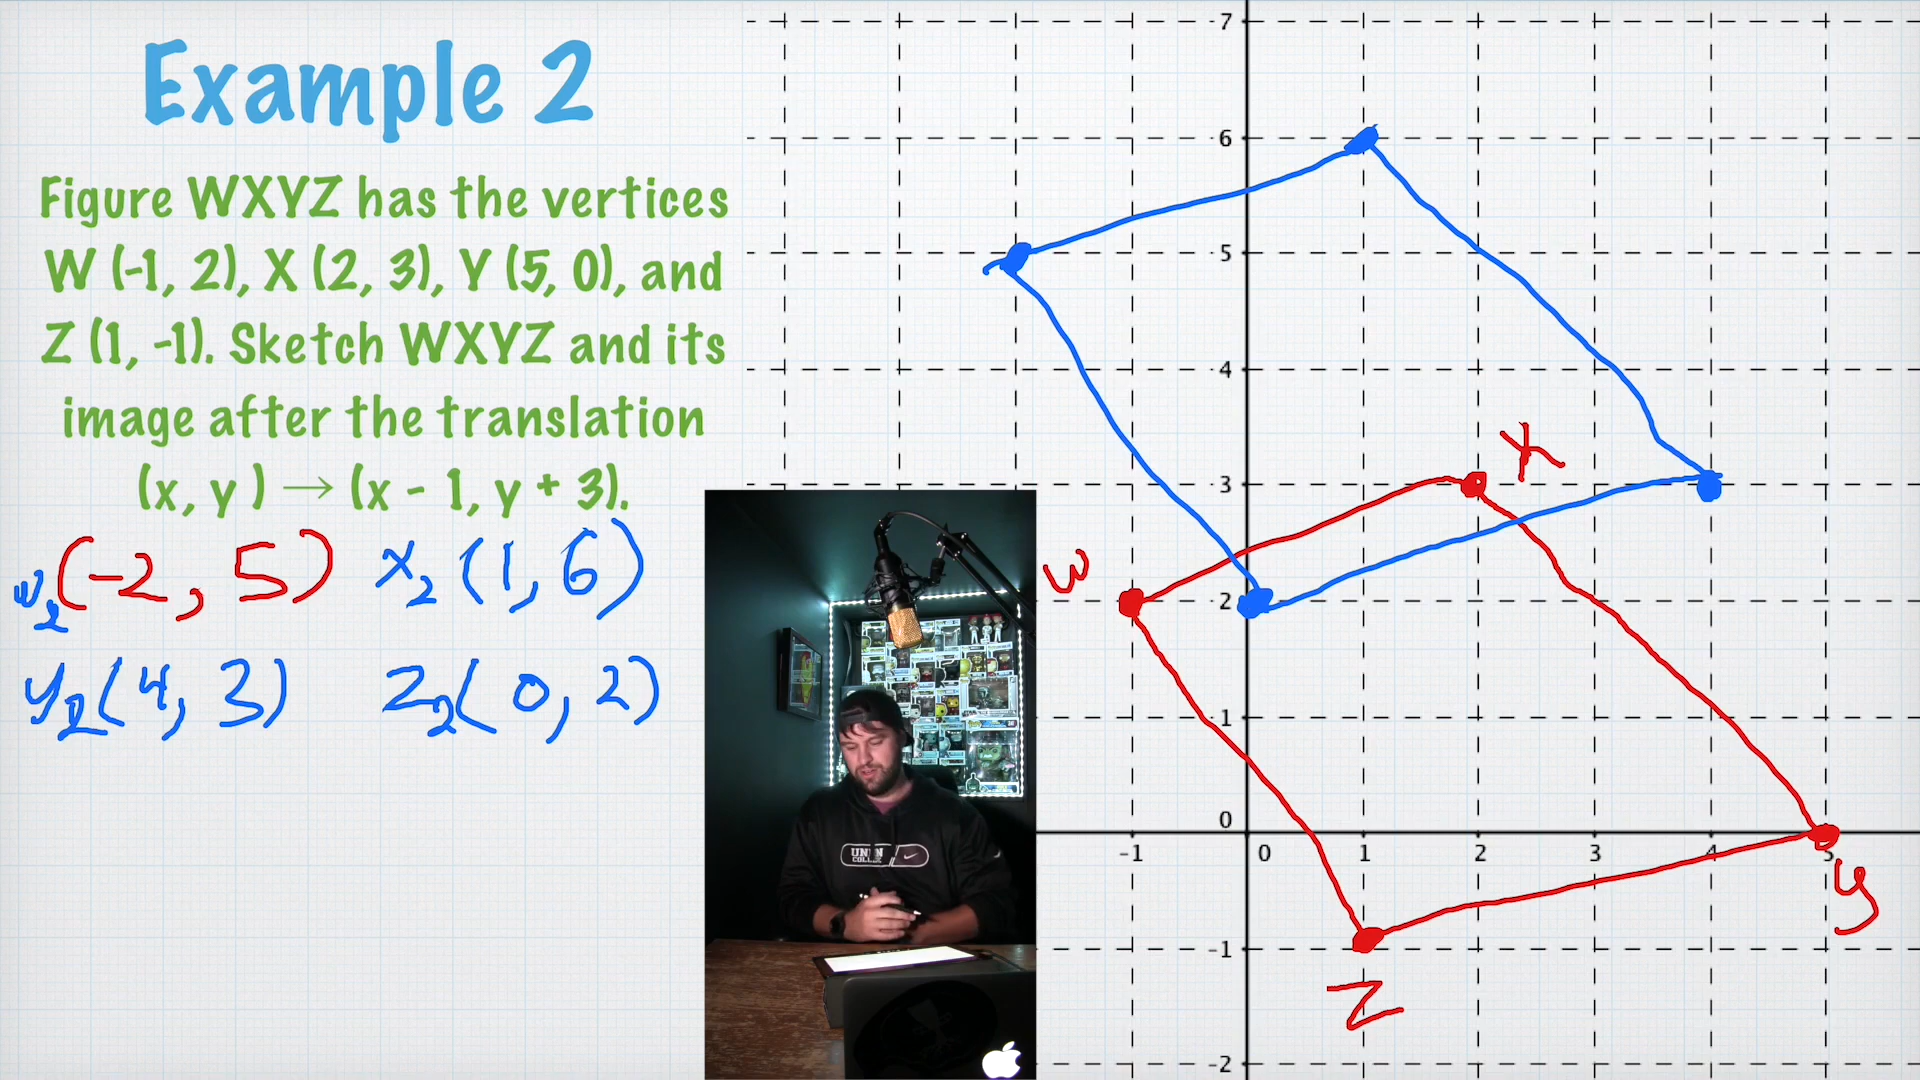 Example 2
Figure WXYZ has the vertices
W (-1, 2), X (2, 3), Y (5, 0), and
Z (1, -1). Sketch WXYZ and its
image after the translation
(x, y ) → (x - 1, y + 3).
W2 (-2, 5) X2 (1, 6)
Y2 (4, 3) Z2 (0, 2)
7
6
5
4
3
X
W
2
1
0
-1 0 1 2 3 4 5
Y
-1
Z
-2